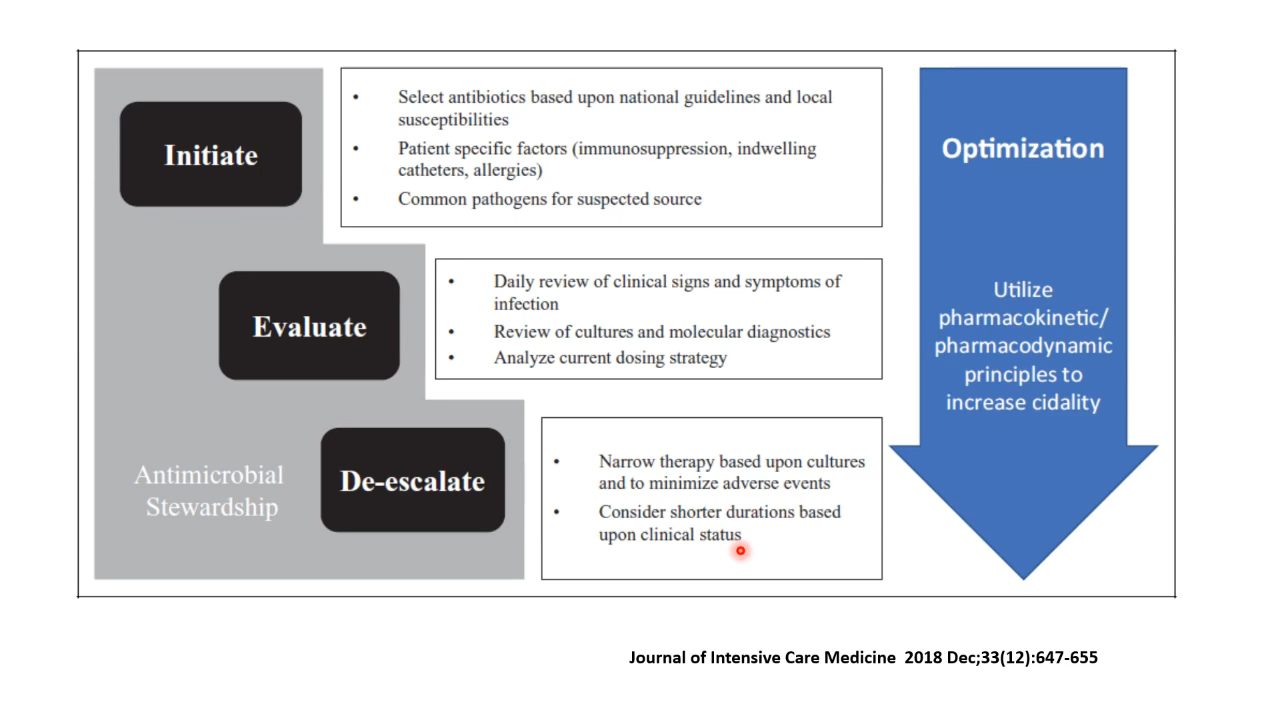 Initiate
• Select antibiotics based upon national guidelines and local
susceptibilities
• Patient specific factors (immunosuppression, indwelling
catheters, allergies)
• Common pathogens for suspected source
Evaluate
• Daily review of clinical signs and symptoms of
infection
• Review of cultures and molecular diagnostics
• Analyze current dosing strategy
Antimicrobial
Stewardship
De-escalate
• Narrow therapy based upon cultures
and to minimize adverse events
• Consider shorter durations based
upon clinical status
Optimization
Utilize
pharmacokinetic/
pharmacodynamic
principles to
increase cidality
Journal of Intensive Care Medicine 2018 Dec;33(12):647-655